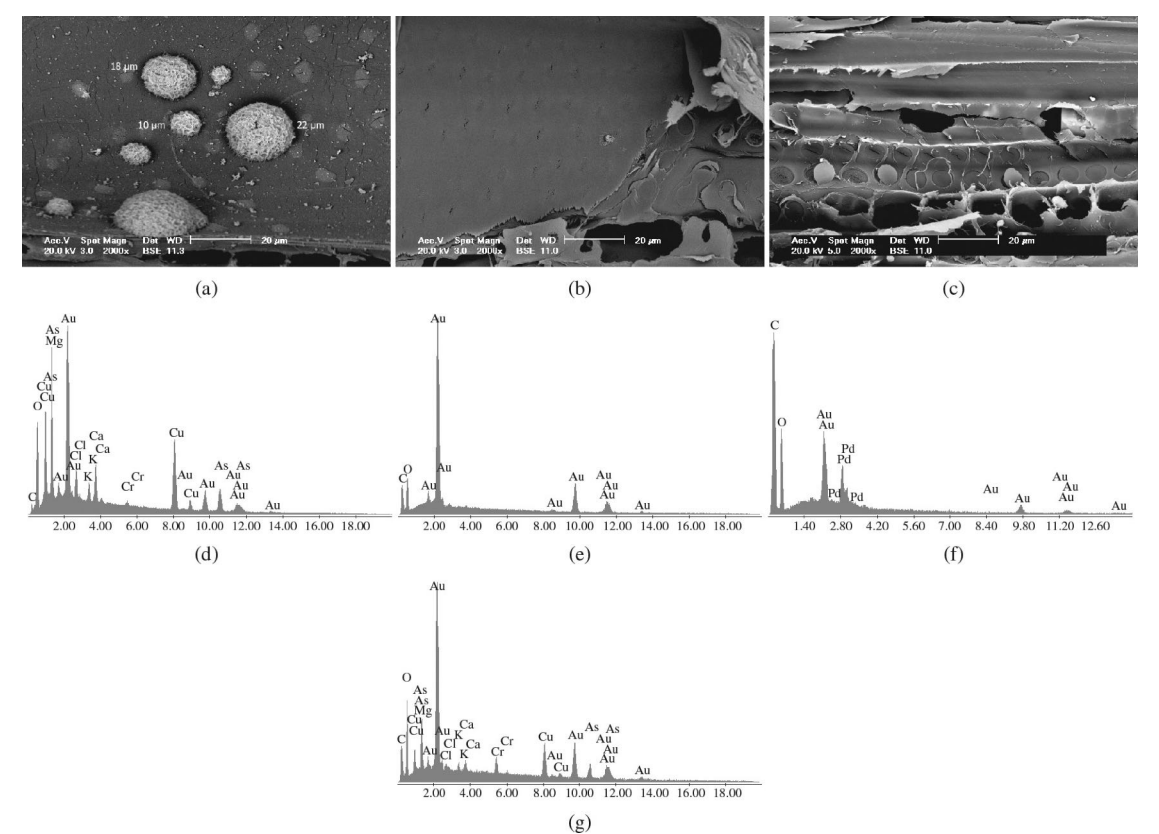 18 μm
10 μm
22 μm
Acc.V Spot Magn Det WD 20 μm
20.0 kV 3.0 2000x BSE 11.3
Acc.V Spot Magn Det WD 20 μm
20.0 kV 3.0 2000x BSE 11.0
Acc.V Spot Magn Det WD 20 μm
20.0 kV 5.0 2000x BSE 11.0
(a)
(b)
(c)
Au
As
Mg
As
Cu
Cu
O
Cl
Cl
Au
Au
C
Ca
Ca
K
K
Cr
Cr
Cu
Au
Cu
Au
As
As
Au
Au
Au
Au
2.00 4.00 6.00 8.00 10.00 12.00 14.00 16.00 18.00
(d)
Au
O
C
Au
Au
Au
Au
Au
Au
Au
Au
2.00 4.00 6.00 8.00 10.00 12.00 14.00 16.00 18.00
(e)
C
O
Au
Au
Pd
Pd
Pd
Pd
Au
Au
Au
Au
Au
Au
1.40 2.80 4.20 5.60 7.00 8.40 9.80 11.20 12.60
(f)
Au
O
As
As
Mg
Cu
Cu
C
Au
Au
Cl
Cl
Ca
K
Ca
K
Cr
Cr
Cu
Au
Cu
Au
As
As
Au
Au
Au
Au
2.00 4.00 6.00 8.00 10.00 12.00 14.00 16.00 18.00
(g)